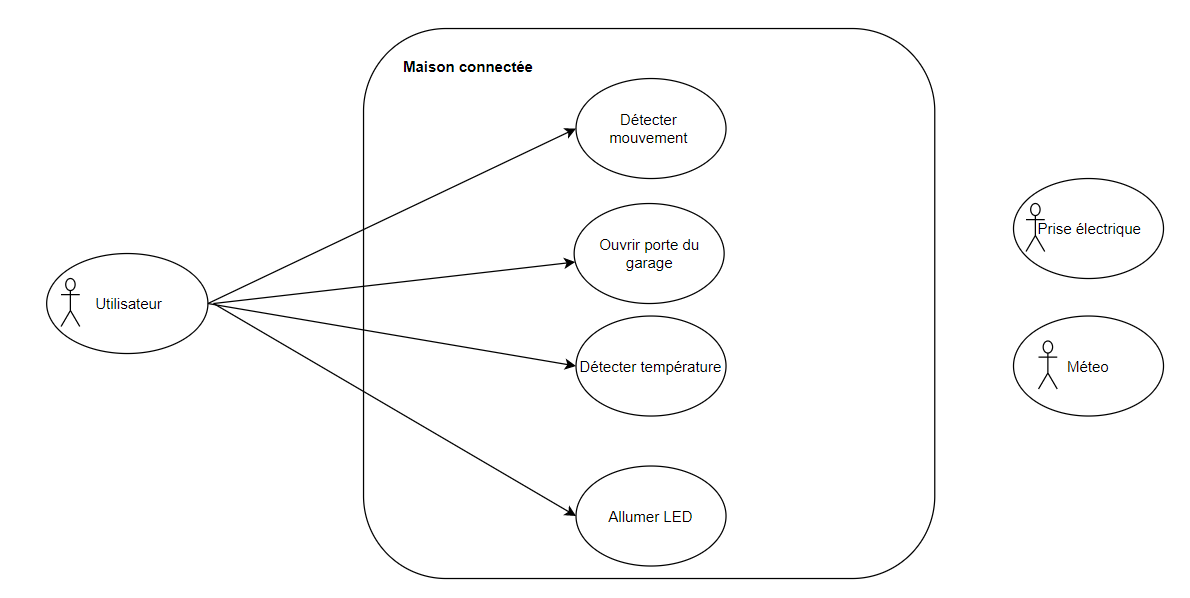 Maison connectée
Détecter
mouvement
Ouvrir porte du
garage
Prise électrique
Utilisateur
Détecter température
Méteo
Allumer LED